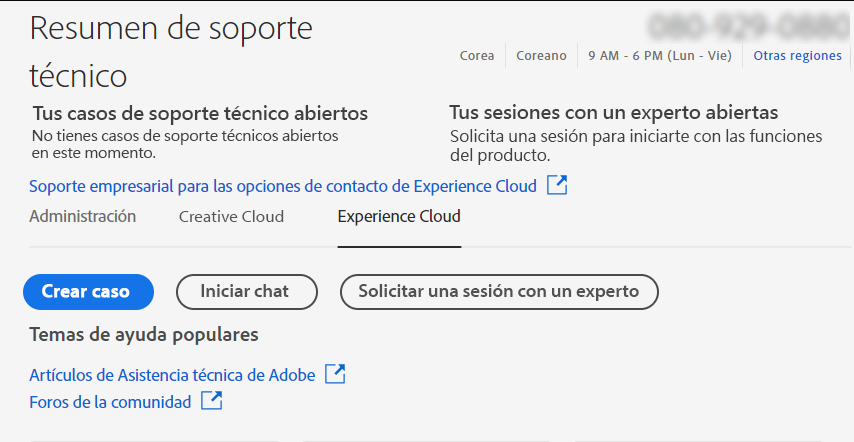 Resumen de soporte
técnico
Corea
Coreano
9 AM - 6 PM (Lun - Vie)
Otras regiones
Tus casos de soporte técnico abiertos
No tienes casos de soporte técnicos abiertos
en este momento.
Tus sesiones con un experto abiertas
Solicita una sesión para iniciarte con las funciones
del producto.
Soporte empresarial para las opciones de contacto de Experience Cloud
Administración
Creative Cloud
Experience Cloud
Crear caso
Iniciar chat
Solicitar una sesión con un experto
Temas de ayuda populares
Artículos de Asistencia técnica de Adobe
Foros de la comunidad